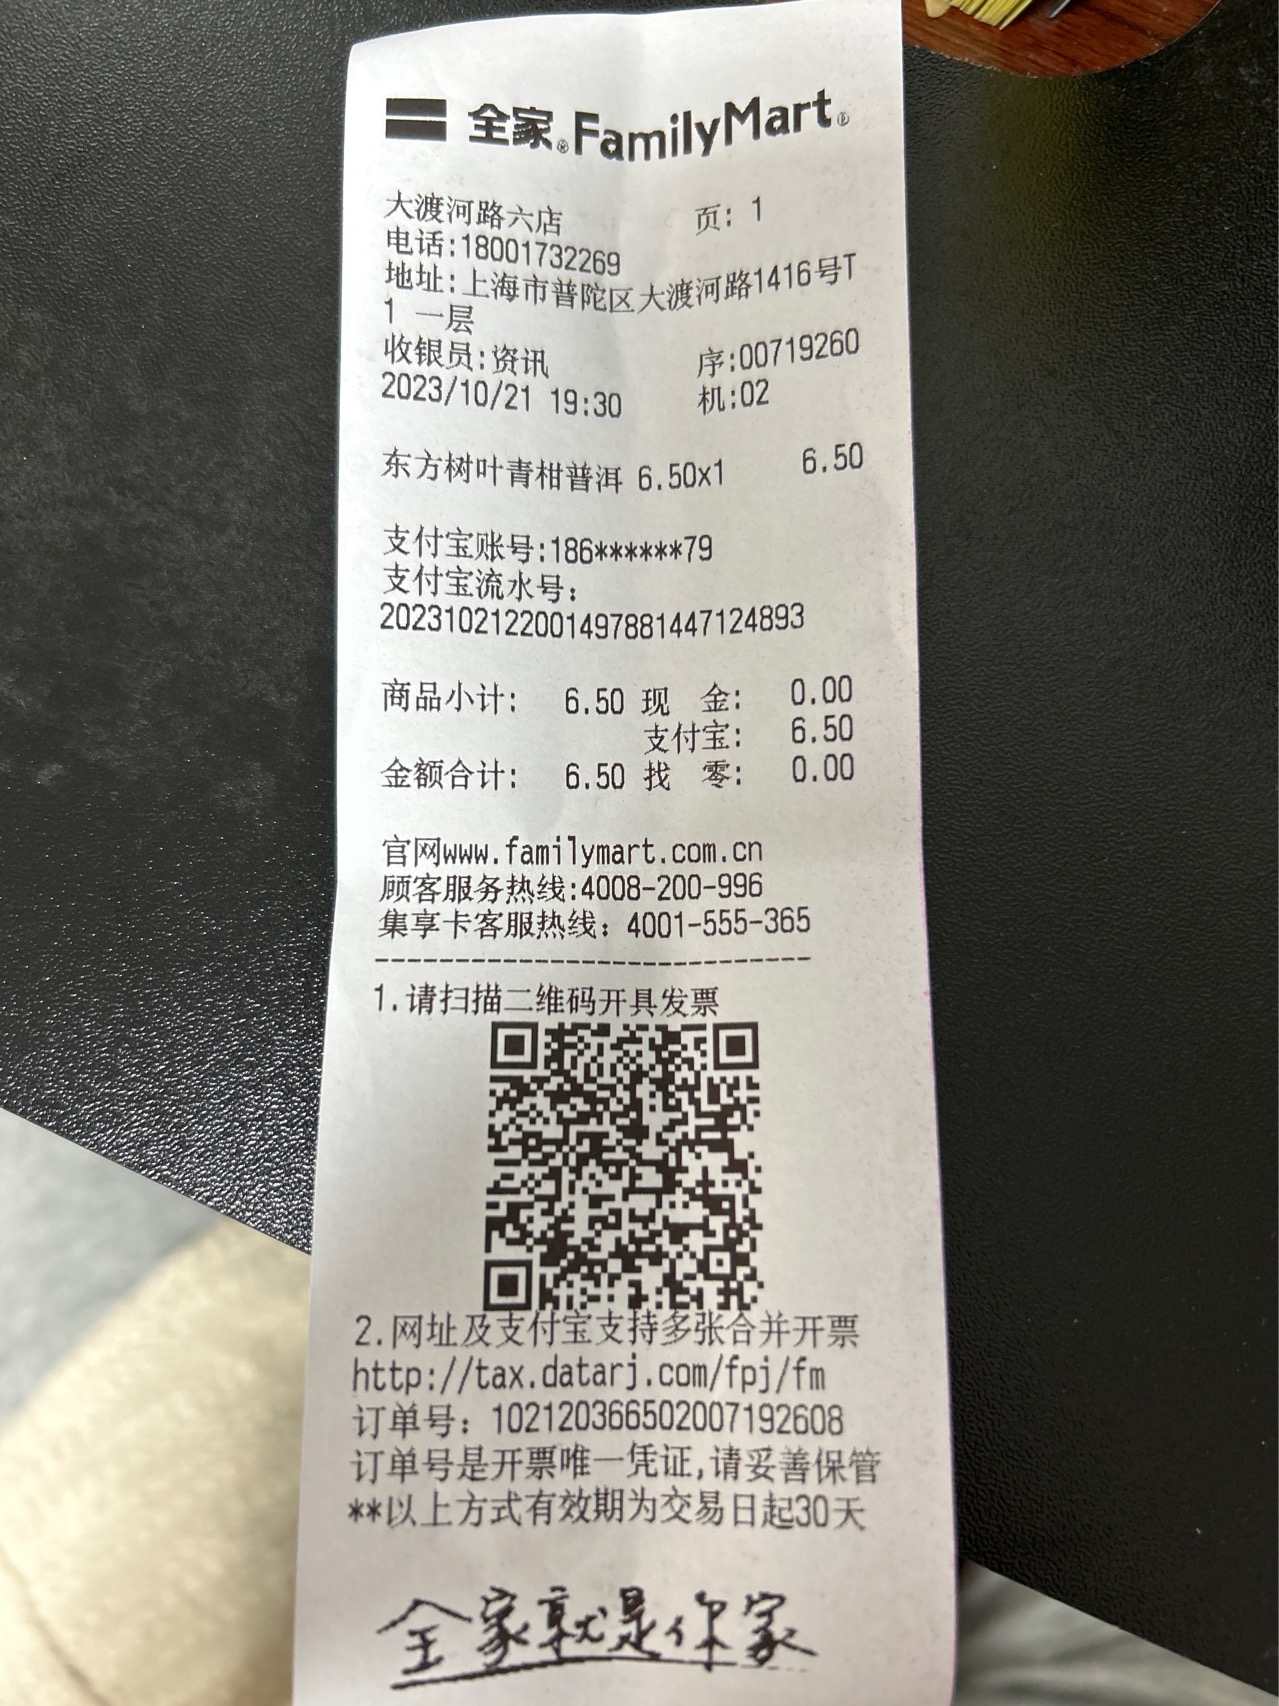 全家®FamilyMart®
大渡河路六店 页: 1
电话:18001732269
地址:上海市普陀区大渡河路1416号T
1 一层
收银员:资讯 序:00719260
2023/10/21 19:30 机:02
东方树叶青柑普洱 6.50x1 6.50
支付宝账号:186******79
支付宝流水号:
2023102122001497881447124893
商品小计: 6.50 现 金: 0.00
支付宝: 6.50
金额合计: 6.50 找 零: 0.00
官网www.familymart.com.cn
顾客服务热线:4008-200-996
集享卡客服热线: 4001-555-365
----------------------------
1.请扫描二维码开具发票
2.网址及支付宝支持多张合并开票
http://tax.datarj.com/fpj/fm
订单号: 102120366502007192608
订单号是开票唯一凭证,请妥善保管
**以上方式有效期为交易日起30天
全家就是你家